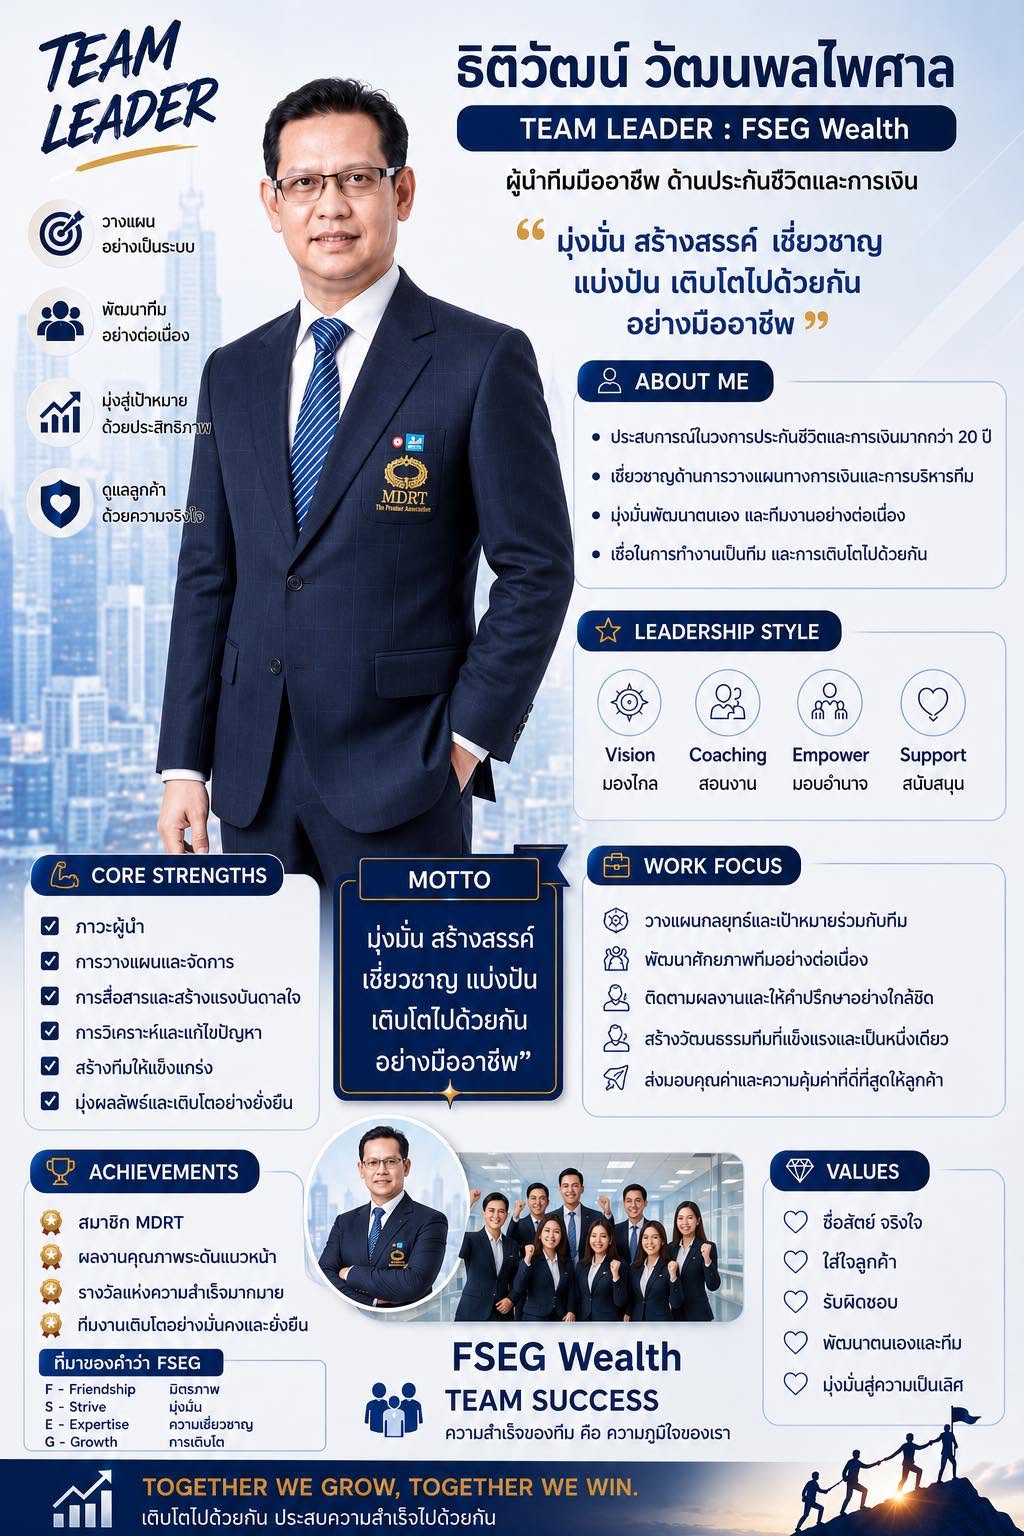 TEAM
LEADER
ธิติวัฒน์ วัฒนพลไพศาล
TEAM LEADER : FSEG Wealth
ผู้นำทีมมืออาชีพ ด้านประกันชีวิตและการเงิน
“ มุ่งมั่น สร้างสรรค์ เชี่ยวชาญ
แบ่งปัน เติบโตไปด้วยกัน
อย่างมืออาชีพ ”
วางแผน
อย่างเป็นระบบ
พัฒนาทีม
อย่างต่อเนื่อง
มุ่งสู่เป้าหมาย
ด้วยประสิทธิภาพ
ดูแลลูกค้า
ด้วยความจริงใจ
MDRT
The Premier Association
ABOUT ME
• ประสบการณ์ในวงการประกันชีวิตและการเงินมากกว่า 20 ปี
• เชี่ยวชาญด้านการวางแผนทางการเงินและการบริหารทีม
• มุ่งมั่นพัฒนาตนเอง และทีมงานอย่างต่อเนื่อง
• เชื่อในการทำงานเป็นทีม และการเติบโตไปด้วยกัน
LEADERSHIP STYLE
Vision Coaching Empower Support
มองไกล สอนงาน มอบอำนาจ สนับสนุน
CORE STRENGTHS
ภาวะผู้นำ
การวางแผนและจัดการ
การสื่อสารและสร้างแรงบันดาลใจ
การวิเคราะห์และแก้ไขปัญหา
สร้างทีมให้แข็งแกร่ง
มุ่งผลลัพธ์และเติบโตอย่างยั่งยืน
MOTTO
มุ่งมั่น สร้างสรรค์
เชี่ยวชาญ แบ่งปัน
เติบโตไปด้วยกัน
อย่างมืออาชีพ”
WORK FOCUS
วางแผนกลยุทธ์และเป้าหมายร่วมกับทีม
พัฒนาศักยภาพทีมอย่างต่อเนื่อง
ติดตามผลงานและให้คำปรึกษาอย่างใกล้ชิด
สร้างวัฒนธรรมทีมที่แข็งแรงและเป็นหนึ่งเดียว
ส่งมอบคุณค่าและความคุ้มค่าที่ดีที่สูดให้ลูกค้า
ACHIEVEMENTS
สมาชิก MDRT
ผลงานคุณภาพระดับแนวหน้า
รางวัลแห่งความสำเร็จมากมาย
ทีมงานเติบโตอย่างมั่นคงและยั่งยืน
ที่มาของคำว่า FSEG
F - Friendship มิตรภาพ
S - Strive มุ่งมั่น
E - Expertise ความเชี่ยวชาญ
G - Growth การเติบโต
FSEG Wealth
TEAM SUCCESS
ความสำเร็จของทีม คือ ความภูมิใจของเรา
VALUES
ซื่อสัตย์ จริงใจ
ใส่ใจลูกค้า
รับผิดชอบ
พัฒนาตนเองและทีม
มุ่งมั่นสู่ความเป็นเลิศ
TOGETHER WE GROW, TOGETHER WE WIN.
เติบโตไปด้วยกัน ประสบความสำเร็จไปด้วยกัน